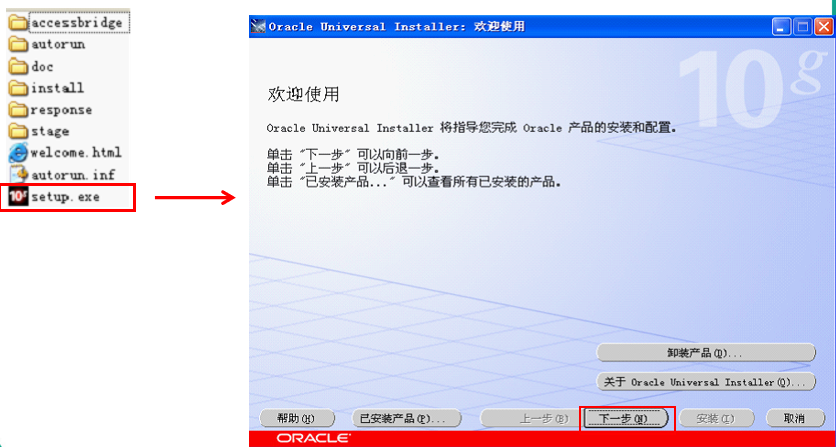 accessbridge
autorun
doc
install
response
stage
welcome.html
autorun.inf
10g setup.exe
Oracle Universal Installer: 欢迎使用
10g
欢迎使用
Oracle Universal Installer 将指导您完成 Oracle 产品的安装和配置。
单击 "下一步" 可以向前一步。
单击 "上一步" 可以后退一步。
单击 "已安装产品..." 可以查看所有已安装的产品。
卸装产品(D)...
关于 Oracle Universal Installer(O)...
帮助(H) 已安装产品(P)... 上一步(B) 下一步(N) 安装(I) 取消
ORACLE